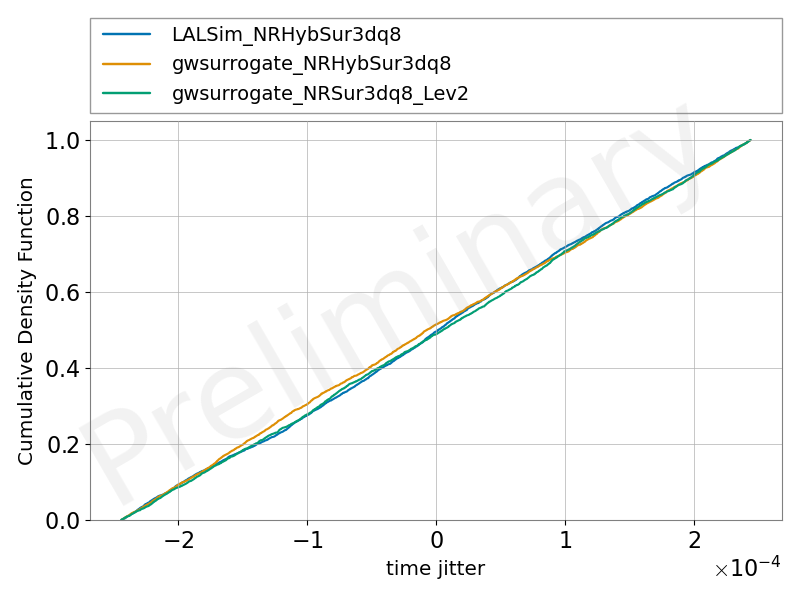 LALSim_NRHybSur3dq8
gwsurrogate_NRHybSur3dq8
gwsurrogate_NRSur3dq8_Lev2
Preliminary
Cumulative Density Function
1.0
0.8
0.6
0.4
0.2
0.0
−2 −1 0 1 2
time jitter
×10⁻⁴